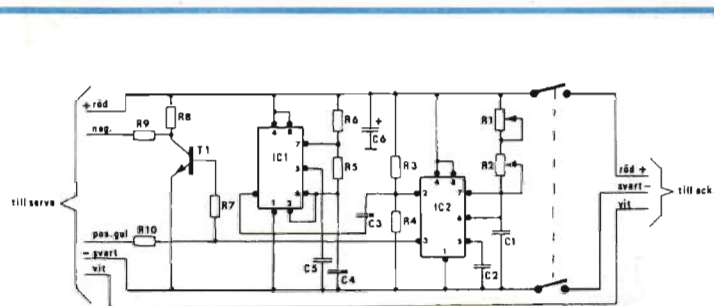 + röd
neg.
R9
R8
T1
R7
till servo
pos.gul
R10
- svart
vit
IC1
4 8
7
5
3
6
1 2
R6
R5
C6
+
C3
C5
C4
R3
R4
IC2
4 8
2
7
6
3
5
1
R1
R2
C1
C2
röd +
svart -
vit
till ack.